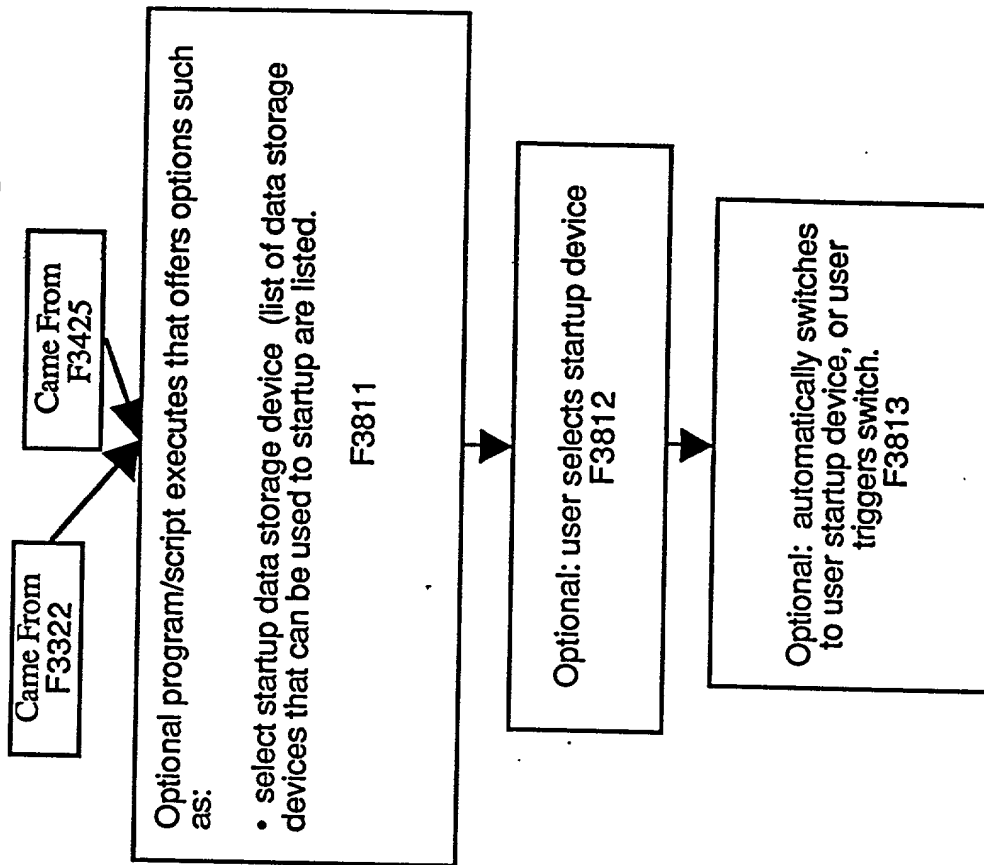 Came From
F3322
Came From
F3425
Optional program/script executes that offers options such
as:
• select startup data storage device (list of data storage
devices that can be used to startup are listed.
F3811
Optional: user selects startup device
F3812
Optional: automatically switches
to user startup device, or user
triggers switch.
F3813